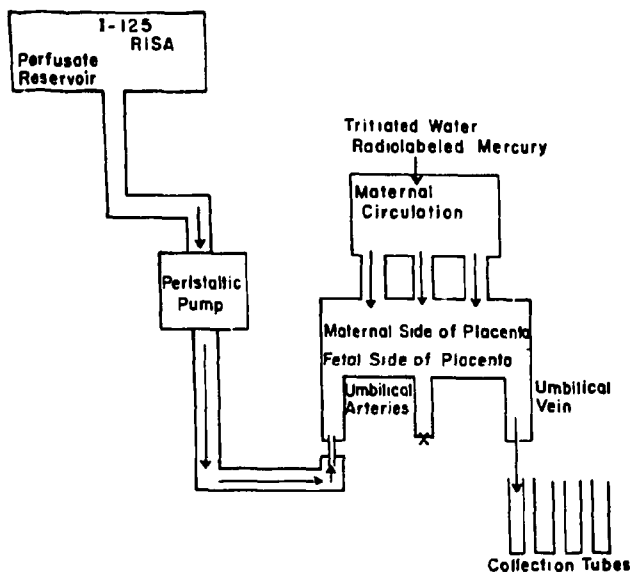 I-125
RISA
Perfusate
Reservoir
Tritiated Water
Radiolabeled Mercury
Maternal
Circulation
Peristaltic
Pump
Maternal Side of Placenta
Fetal Side of Placenta
Umbilical
Arteries
Umbilical
Vein
Collection Tubes